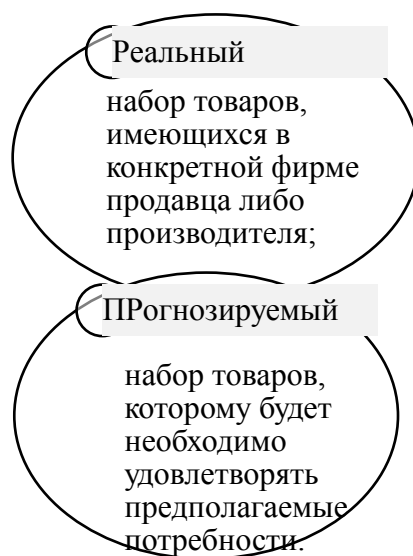 Реальный
набор товаров,
имеющихся в
конкретной фирме
продавца либо
производителя;
ПРогнозируемый
набор товаров,
которому будет
необходимо
удовлетворять
предполагаемые
потребности.